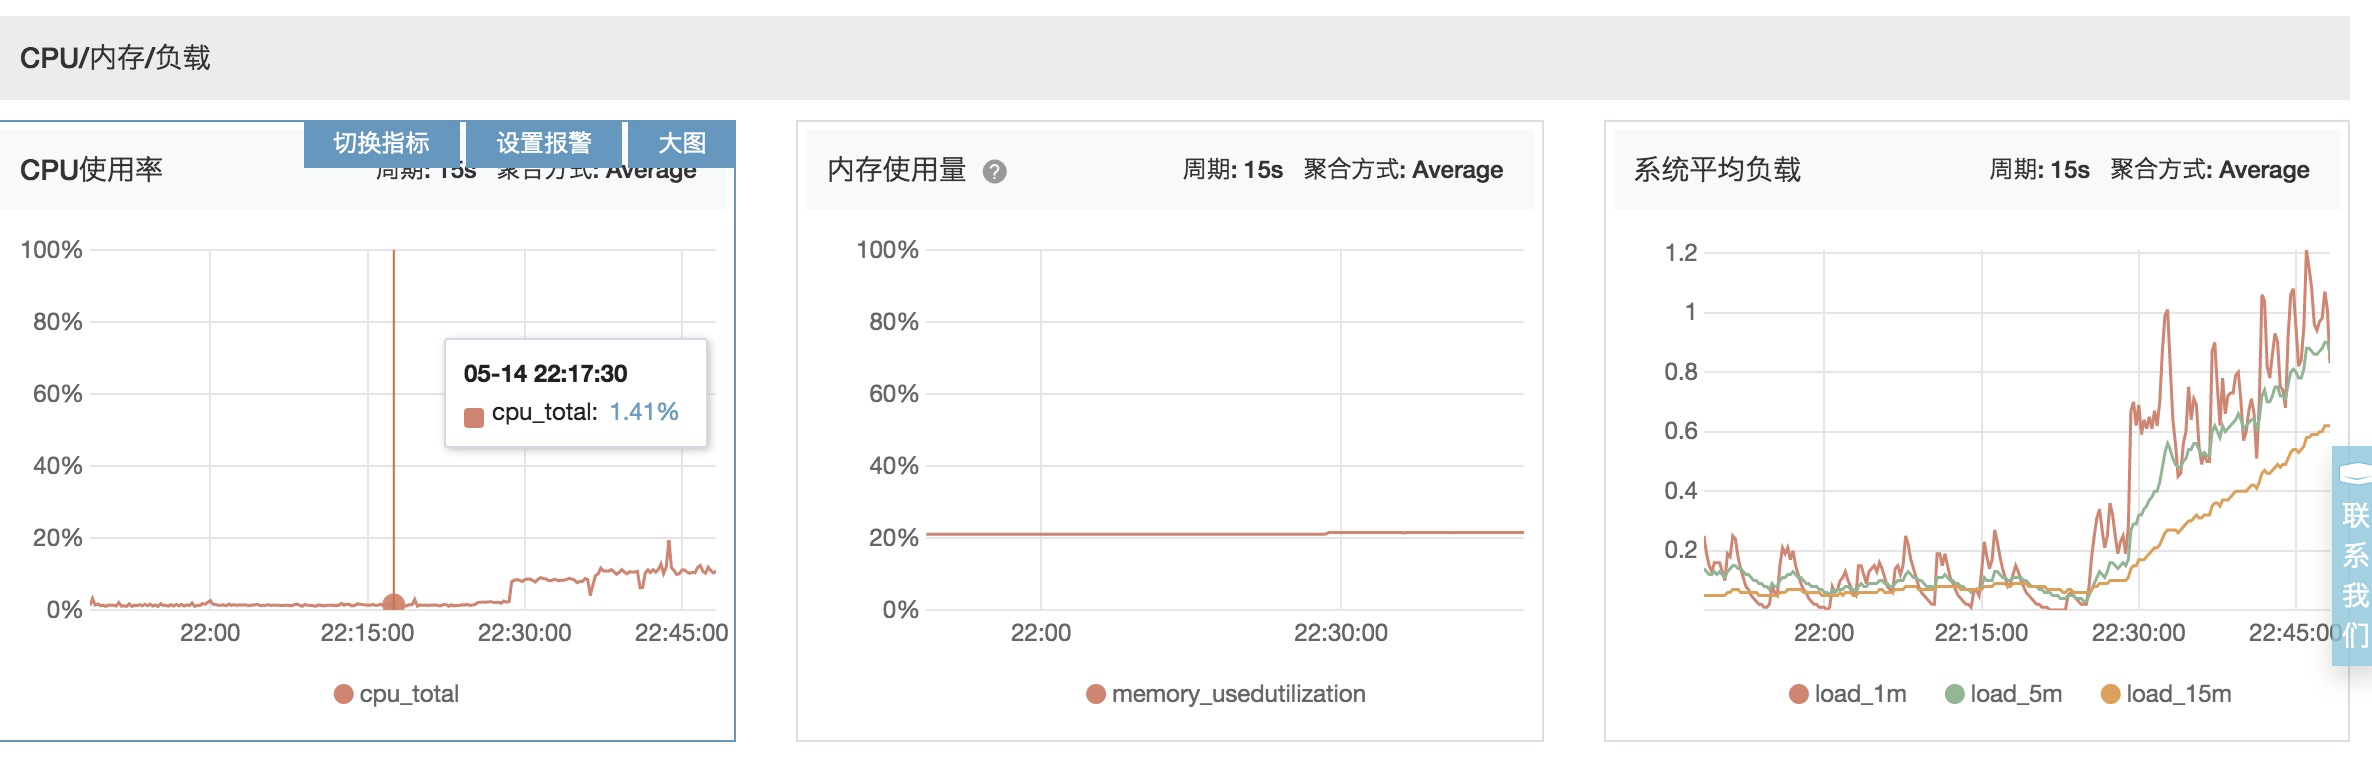 CPU/内存/负载
切换指标 设置报警 大图
CPU使用率 周期: 15s 聚合方式: Average
100%
80%
60%
40%
20%
0%
05-14 22:17:30
cpu_total: 1.41%
22:00 22:15:00 22:30:00 22:45:00
cpu_total
内存使用量 ? 周期: 15s 聚合方式: Average
100%
80%
60%
40%
20%
0%
22:00 22:30:00
memory_usedutilization
系统平均负载 周期: 15s 聚合方式: Average
1.2
1
0.8
0.6
0.4
0.2
22:00 22:15:00 22:30:00 22:45:00
load_1m load_5m load_15m
联系我们